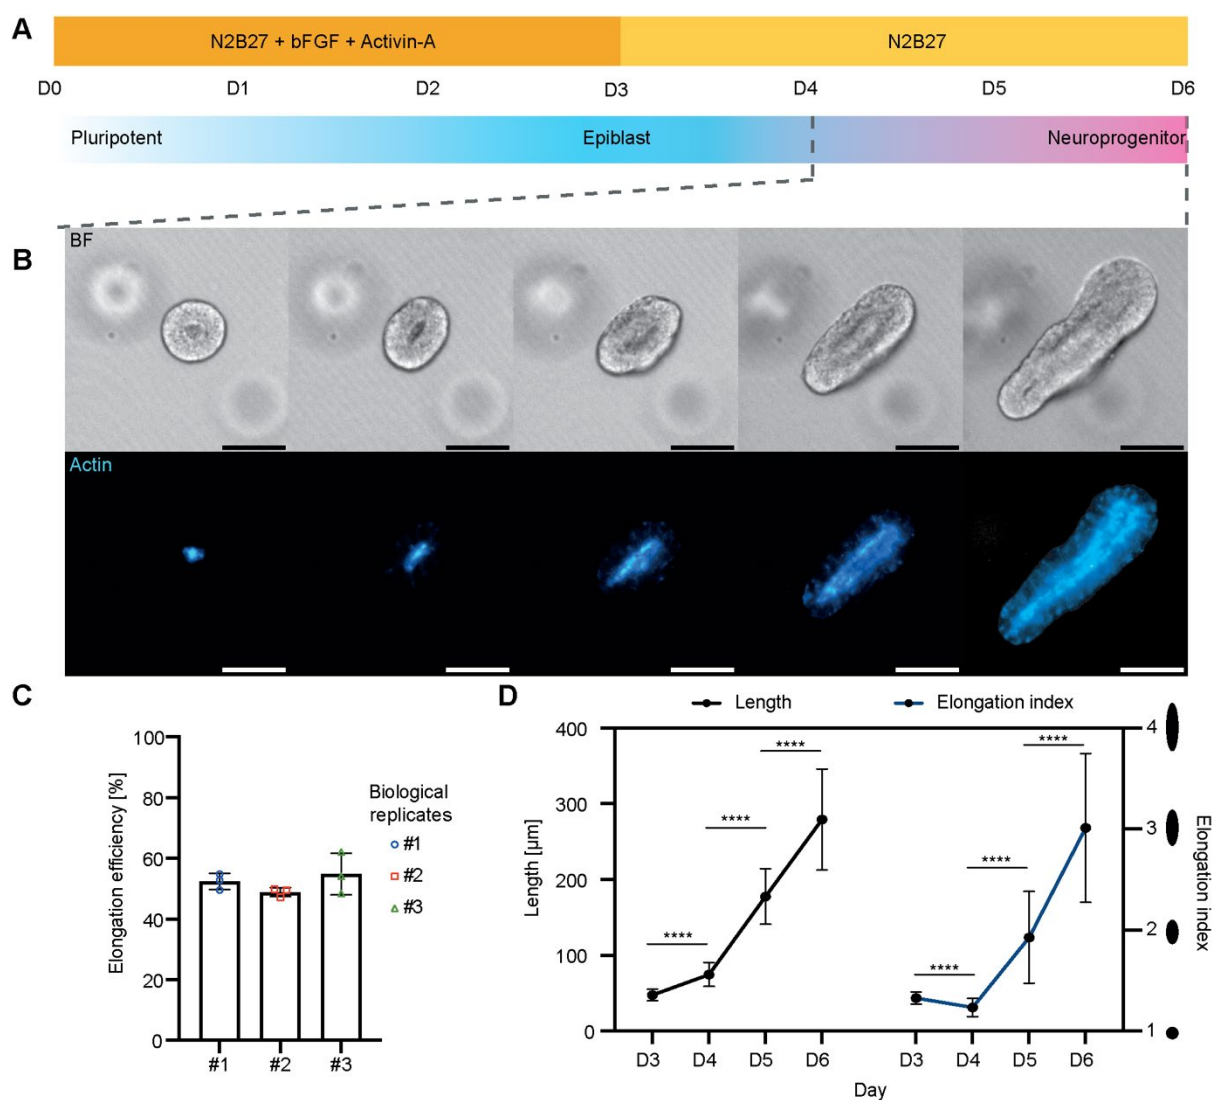 A
N2B27 + bFGF + Activin-A
N2B27
D0 D1 D2 D3 D4 D5 D6
Pluripotent Epiblast Neuroprogenitor
B
BF
Actin
C
Elongation efficiency [%]
100
80
60
40
20
0
#1 #2 #3
Biological
replicates
#1
#2
#3
D
Length Elongation index
Length [µm]
400
300
200
100
0
**** **** ****
**** **** ****
4
3
2
1
Elongation index
D3 D4 D5 D6 D3 D4 D5 D6
Day